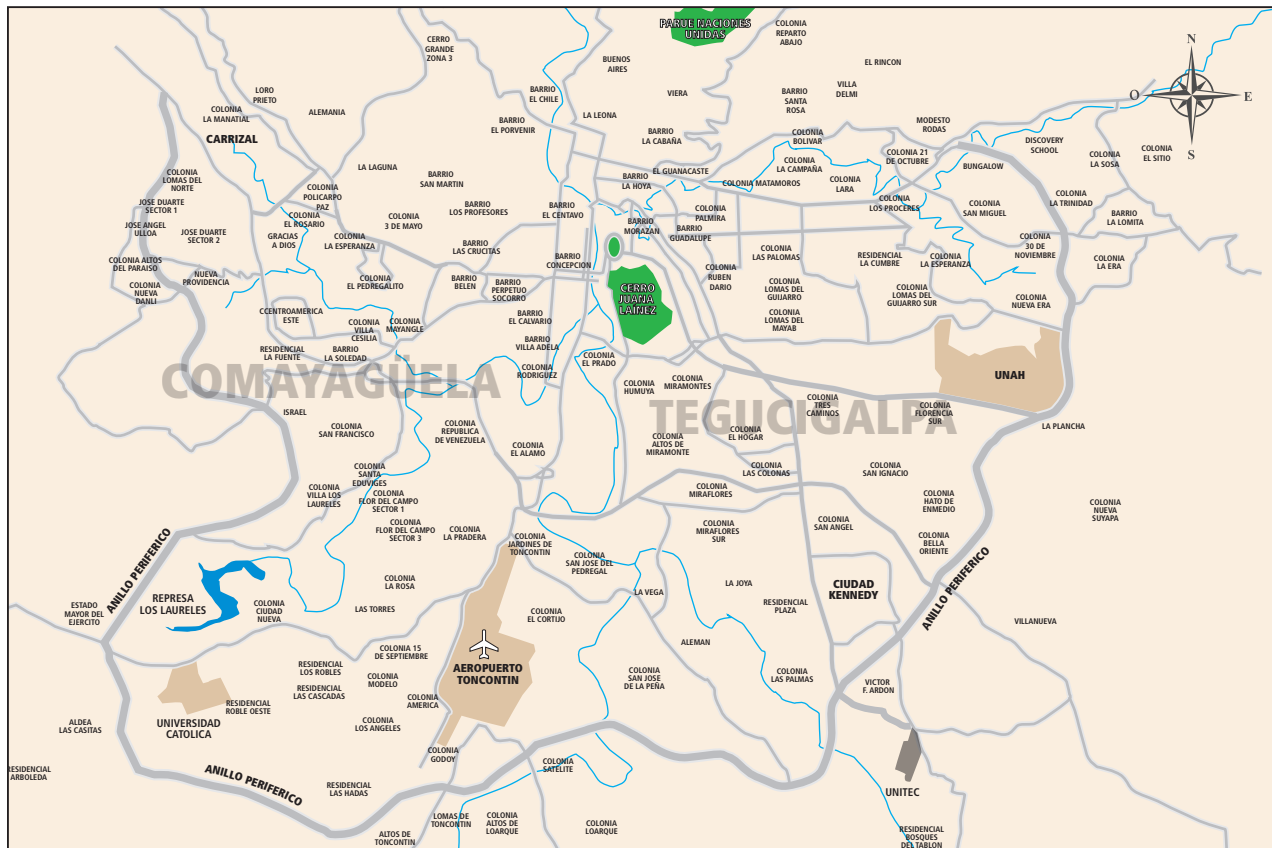 PARUE NACIONES
UNIDAS
COLONIA
REPARTO
ABAJO
N
O
E
S
CERRO
GRANDE
ZONA 3
BUENOS
AIRES
EL RINCON
VILLA
DELMI
VIERA
BARRIO
SANTA
ROSA
LORO
PRIETO
COLONIA
LA MANATIAL
ALEMANIA
CARRIZAL
BARRIO
EL CHILE
BARRIO
EL PORVENIR
LA LEONA
BARRIO
LA CABAÑA
COLONIA
BOLIVAR
MODESTO
RODAS
DISCOVERY
SCHOOL
COLONIA
LA SOSA
COLONIA
EL SITIO
COLONIA
LOMAS DEL
NORTE
LA LAGUNA
BARRIO
SAN MARTIN
BARRIO
LA HOYA
EL GUANACASTE
COLONIA MATAMOROS
COLONIA
LA CAMPAÑA
COLONIA
LARA
COLONIA 21
DE OCTUBRE
BUNGALOW
COLONIA
LA TRINIDAD
JOSE DUARTE
SECTOR 1
COLONIA
POLICARPO
PAZ
COLONIA
EL ROSARIO
COLONIA
3 DE MAYO
BARRIO
LOS PROFESORES
BARRIO
EL CENTAVO
BARRIO
MORAZAN
COLONIA
PALMIRA
BARRIO
GUADALUPE
COLONIA
LOS PROCERES
COLONIA
SAN MIGUEL
BARRIO
LA LOMITA
JOSE ANGEL
ULLOA
JOSE DUARTE
SECTOR 2
GRACIAS
A DIOS
COLONIA
LA ESPERANZA
BARRIO
LAS CRUCITAS
BARRIO
CONCEPCION
COLONIA
LAS PALOMAS
RESIDENCIAL
LA CUMBRE
COLONIA
LA ESPERANZA
COLONIA
30 DE
NOVIEMBRE
COLONIA
LA ERA
COLONIA ALTOS
DEL PARAISO
NUEVA
PROVIDENCIA
COLONIA
NUEVA
DANLI
COLONIA
EL PEDREGALITO
BARRIO
BELEN
BARRIO
PERPETUO
SOCORRO
CERRO
JUANA
LAÍNEZ
COLONIA
RUBEN
DARIO
COLONIA
LOMAS DEL
GUIJARRO
COLONIA
LOMAS DEL
GUIJARRO SUR
COLONIA
NUEVA ERA
CCENTROAMERICA
ESTE
COLONIA
VILLA
CESILIA
COLONIA
MAYANGLE
BARRIO
EL CALVARIO
COLONIA
LOMAS DEL
MAYAB
RESIDENCIAL
LA FUENTE
BARRIO
LA SOLEDAD
BARRIO
VILLA ADELA
COLONIA
EL PRADO
COLONIA
RODRIGUEZ
COMAYAGÜELA
COLONIA
HUMUYA
COLONIA
MIRAMONTES
UNAH
TEGUCIGALPA
ISRAEL
COLONIA
SAN FRANCISCO
COLONIA
REPUBLICA
DE VENEZUELA
COLONIA
EL ALAMO
COLONIA
ALTOS DE
MIRAMONTE
COLONIA
EL HOGAR
COLONIA
TRES
CAMINOS
COLONIA
FLORENCIA
SUR
LA PLANCHA
COLONIA
SANTA
EDUVIGES
COLONIA
LAS COLONAS
COLONIA
SAN IGNACIO
COLONIA
VILLA LOS
LAURELES
COLONIA
FLOR DEL CAMPO
SECTOR 1
COLONIA
MIRAFLORES
COLONIA
HATO DE
ENMEDIO
COLONIA
NUEVA
SUYAPA
COLONIA
FLOR DEL CAMPO
SECTOR 3
COLONIA
LA PRADERA
COLONIA
JARDINES DE
TONCONTIN
COLONIA
MIRAFLORES
SUR
COLONIA
SAN ANGEL
COLONIA
BELLA
ORIENTE
ANILLO PERIFERICO
COLONIA
SAN JOSE DEL
PEDREGAL
REPRESA
LOS LAURELES
COLONIA
LA ROSA
LA VEGA
LA JOYA
CIUDAD
KENNEDY
ANILLO PERIFERICO
ESTADO
MAYOR DEL
EJERCITO
COLONIA
CIUDAD
NUEVA
LAS TORRES
COLONIA
EL CORTIJO
RESIDENCIAL
PLAZA
VILLANUEVA
ALEMAN
COLONIA 15
DE SEPTIEMBRE
RESIDENCIAL
LOS ROBLES
COLONIA
MODELO
AEROPUERTO
TONCONTIN
COLONIA
SAN JOSE
DE LA PEÑA
COLONIA
LAS PALMAS
VICTOR
F. ARDON
RESIDENCIAL
LAS CASCADAS
RESIDENCIAL
ROBLE OESTE
COLONIA
AMERICA
UNIVERSIDAD
CATOLICA
COLONIA
LOS ANGELES
ALDEA
LAS CASITAS
COLONIA
GODOY
COLONIA
SATELITE
RESIDENCIAL
ARBOLEDA
ANILLO PERIFERICO
RESIDENCIAL
LAS HADAS
UNITEC
LOMAS DE
TONCONTIN
COLONIA
ALTOS DE
LOARQUE
COLONIA
LOARQUE
ALTOS DE
TONCONTIN
RESIDENCIAL
BOSQUES
DEL TABLON